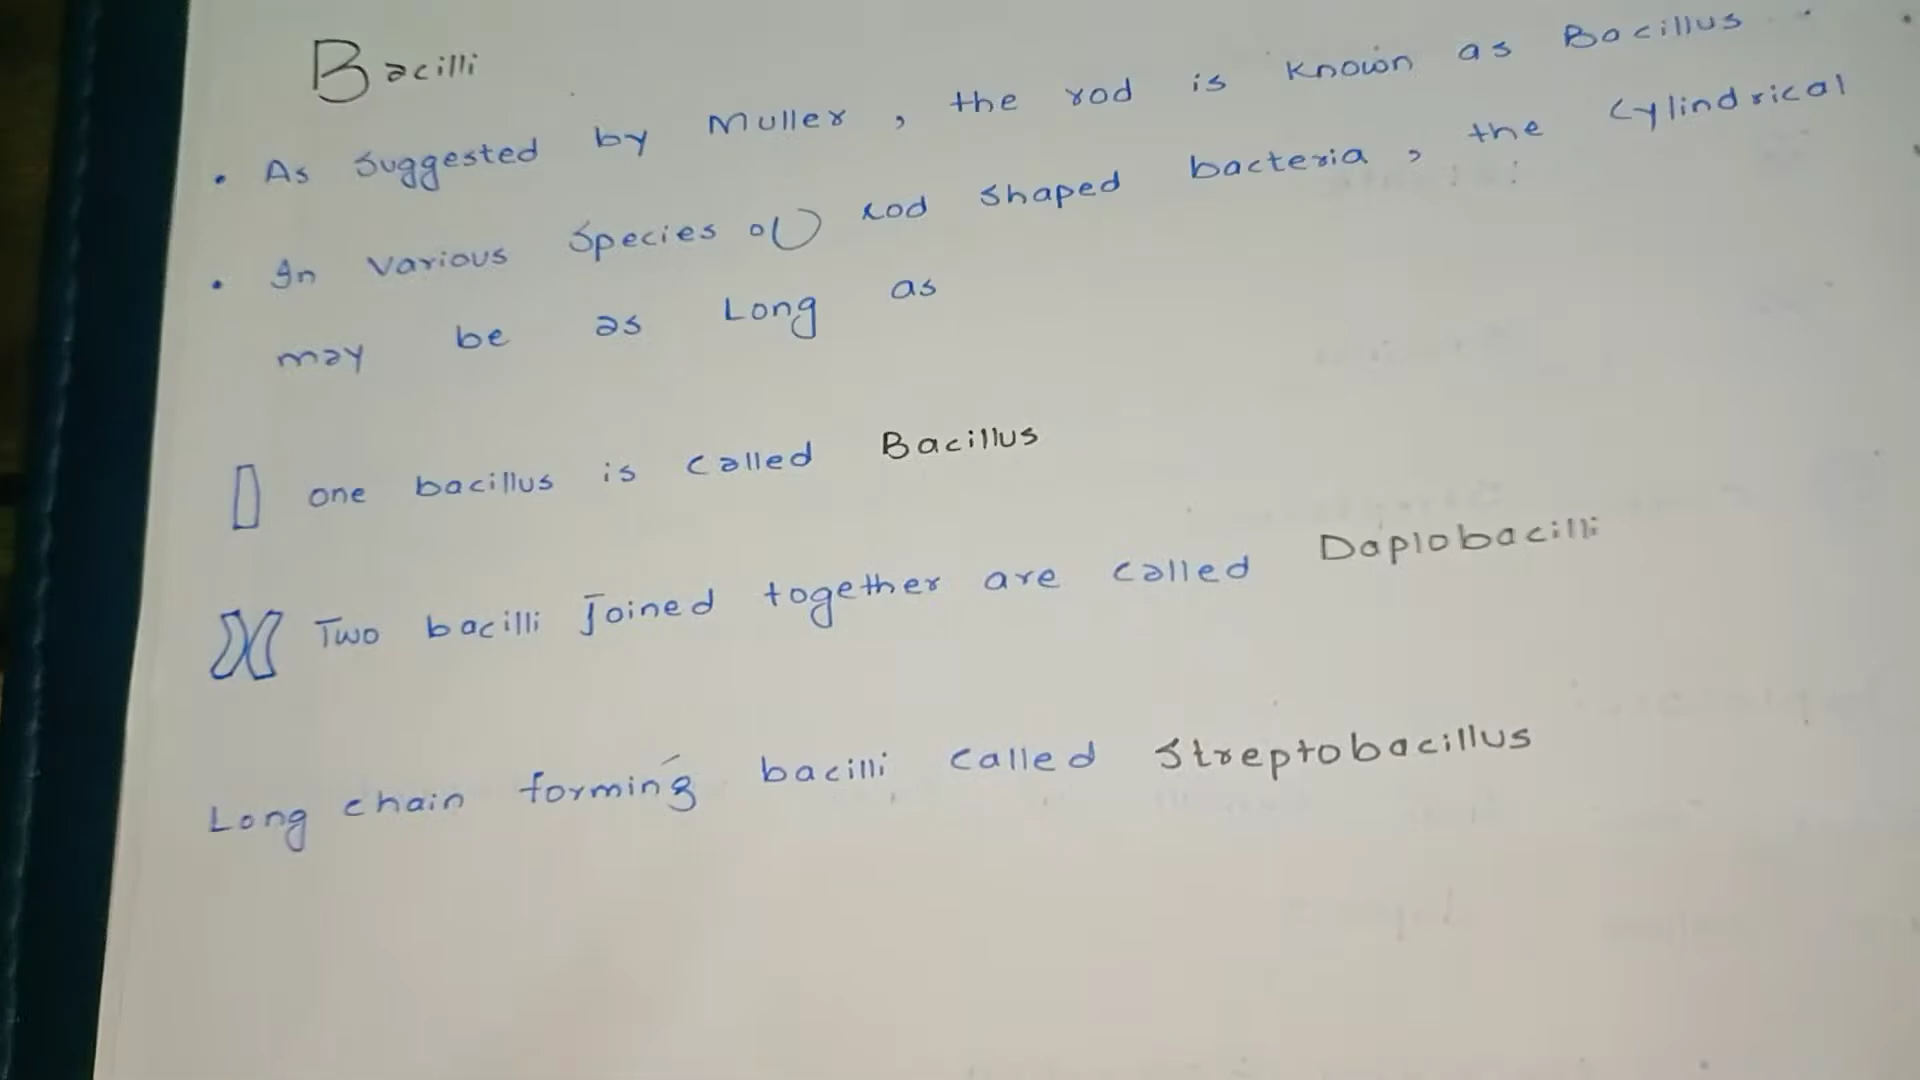 Bacilli
• As Suggested by Muller, the rod is known as Bacillus
• In Various Species of rod shaped bacteria, the Cylindrical
may be as Long as
one bacillus is called Bacillus
Two bacilli Joined together are called Daplobacilli
Long chain forming bacilli called Streptobacillus